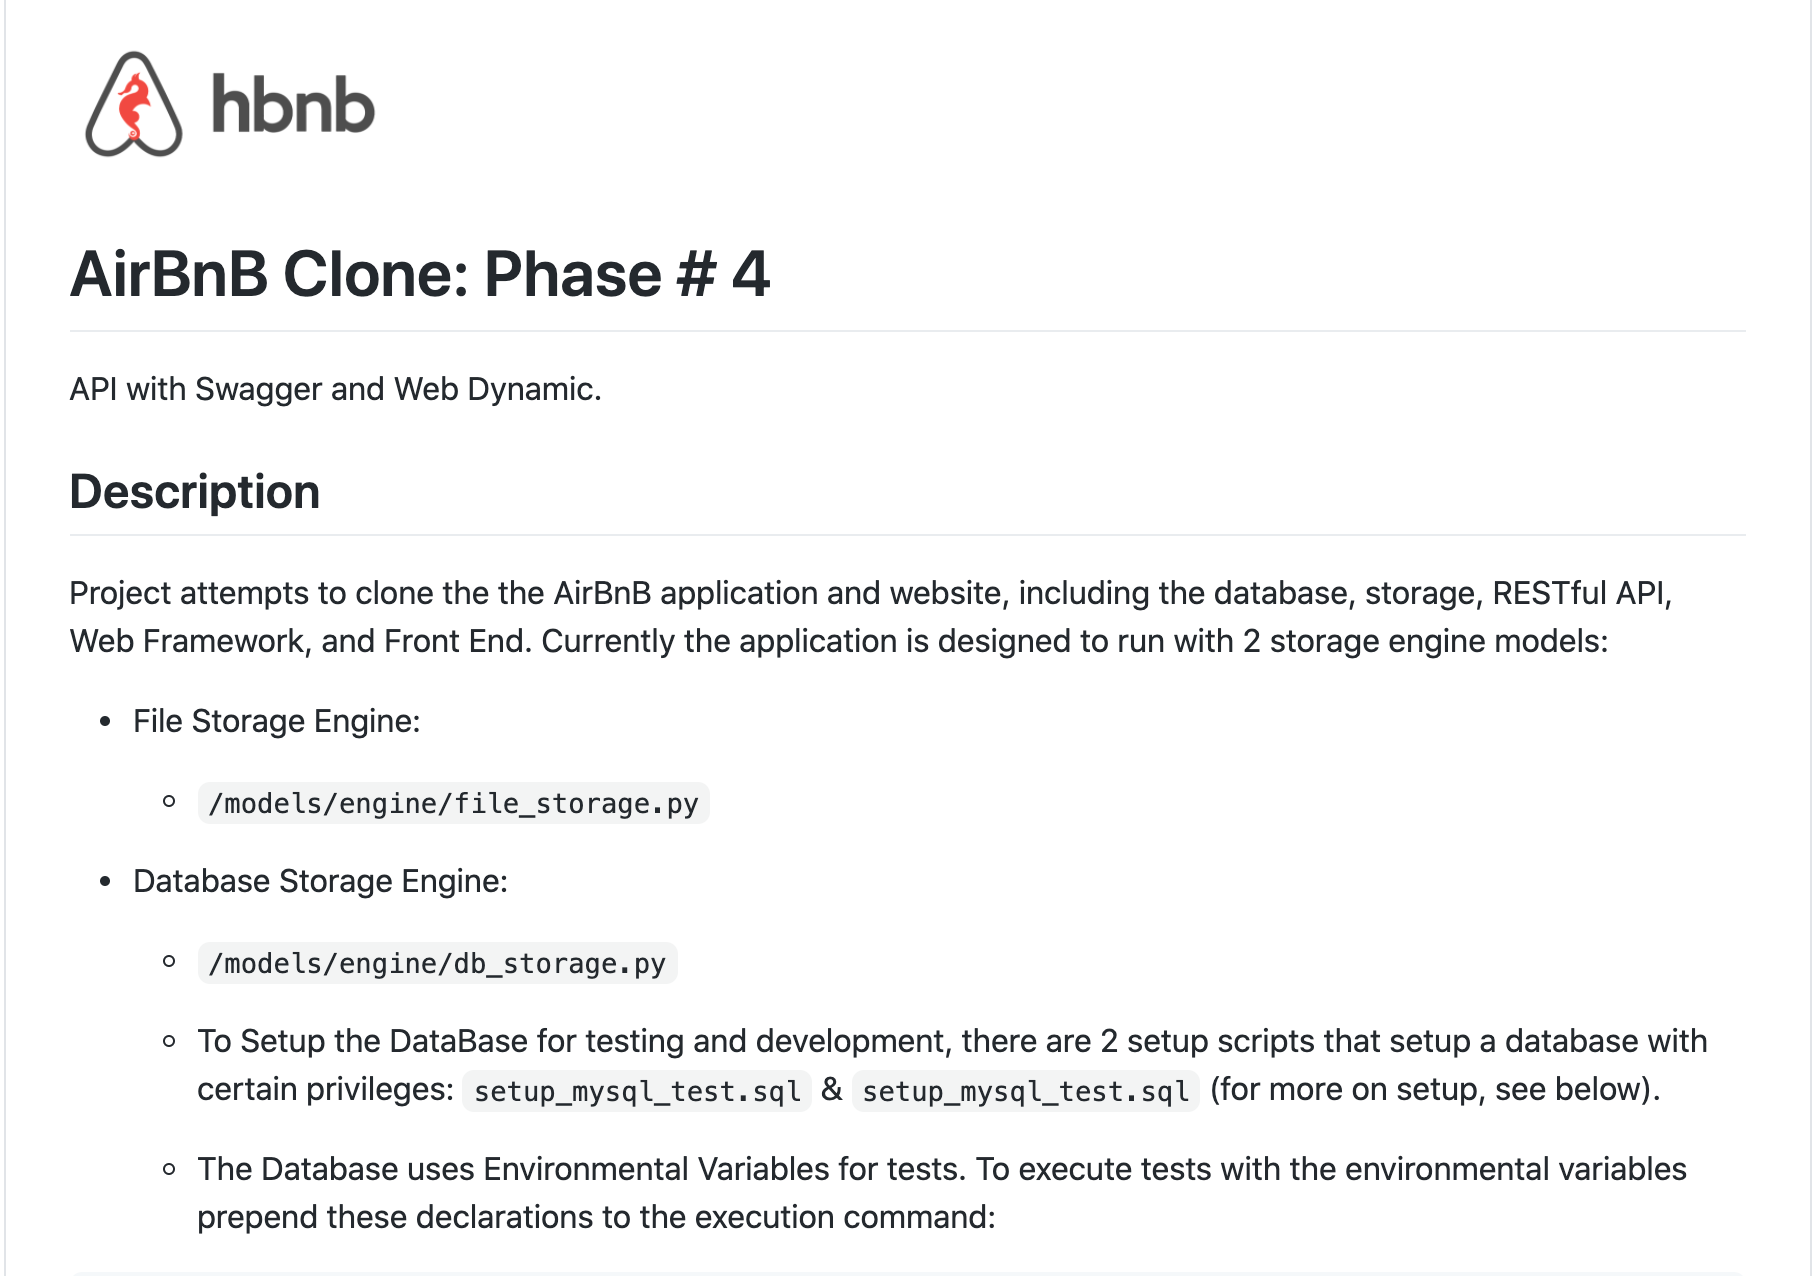 hbnb
AirBnB Clone: Phase # 4
API with Swagger and Web Dynamic.
Description
Project attempts to clone the the AirBnB application and website, including the database, storage, RESTful API,
Web Framework, and Front End. Currently the application is designed to run with 2 storage engine models:
File Storage Engine:
/models/engine/file_storage.py
Database Storage Engine:
/models/engine/db_storage.py
To Setup the DataBase for testing and development, there are 2 setup scripts that setup a database with
certain privileges: setup_mysql_test.sql & setup_mysql_test.sql (for more on setup, see below).
The Database uses Environmental Variables for tests. To execute tests with the environmental variables
prepend these declarations to the execution command: